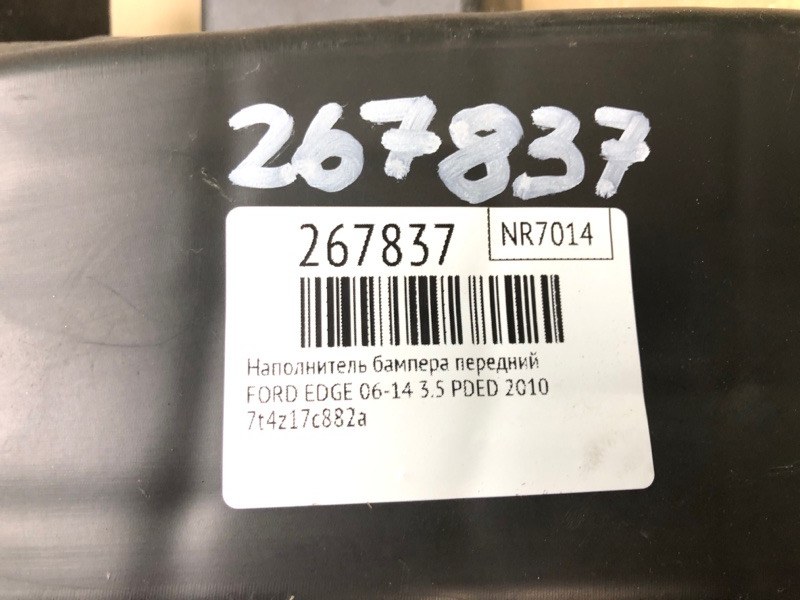 267837
267837
NR7014
Наполнитель бампера передний
FORD EDGE 06-14 3.5 PDED 2010
7t4z17c882a